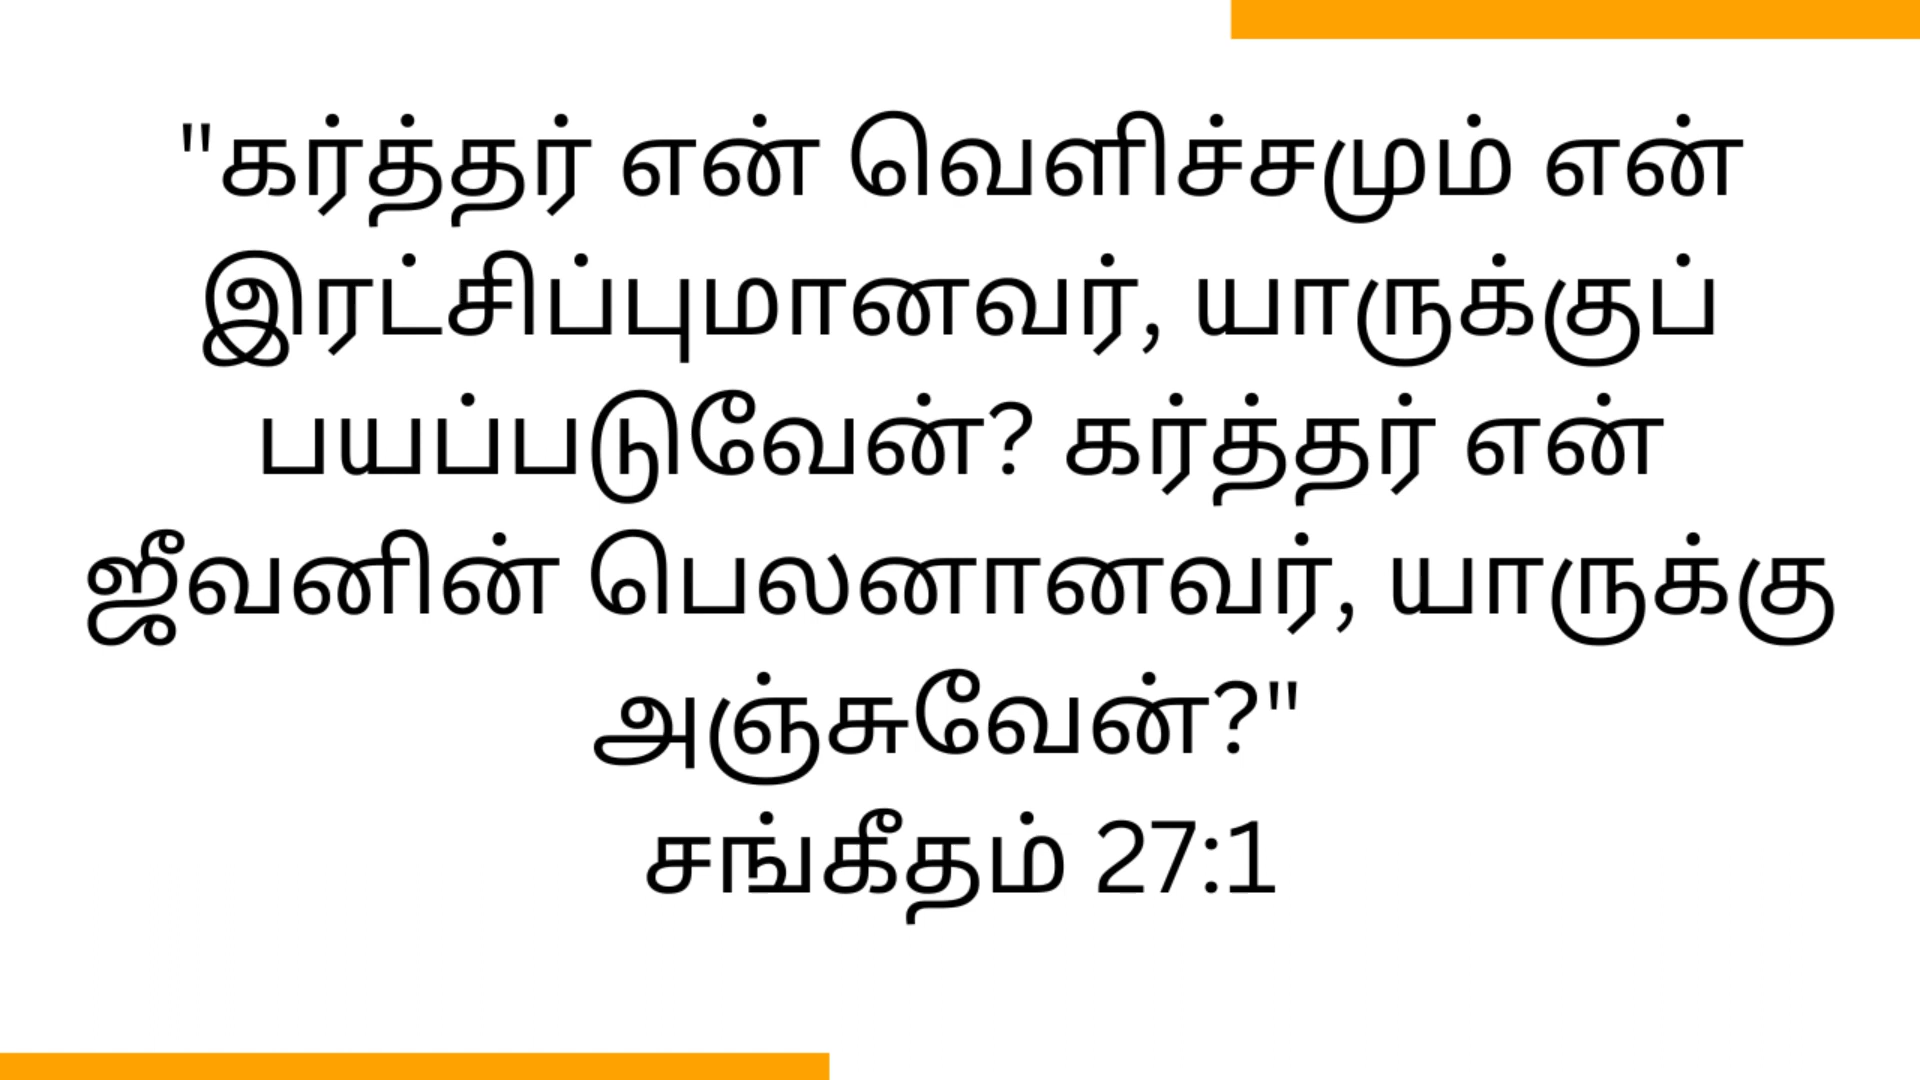 "கர்த்தர் என் வெளிச்சமும் என்
இரட்சிப்புமானவர், யாருக்குப்
பயப்படுவேன்? கர்த்தர் என்
ஜீவனின் பெலனானவர், யாருக்கு
அஞ்சுவேன்?"
சங்கீதம் 27:1